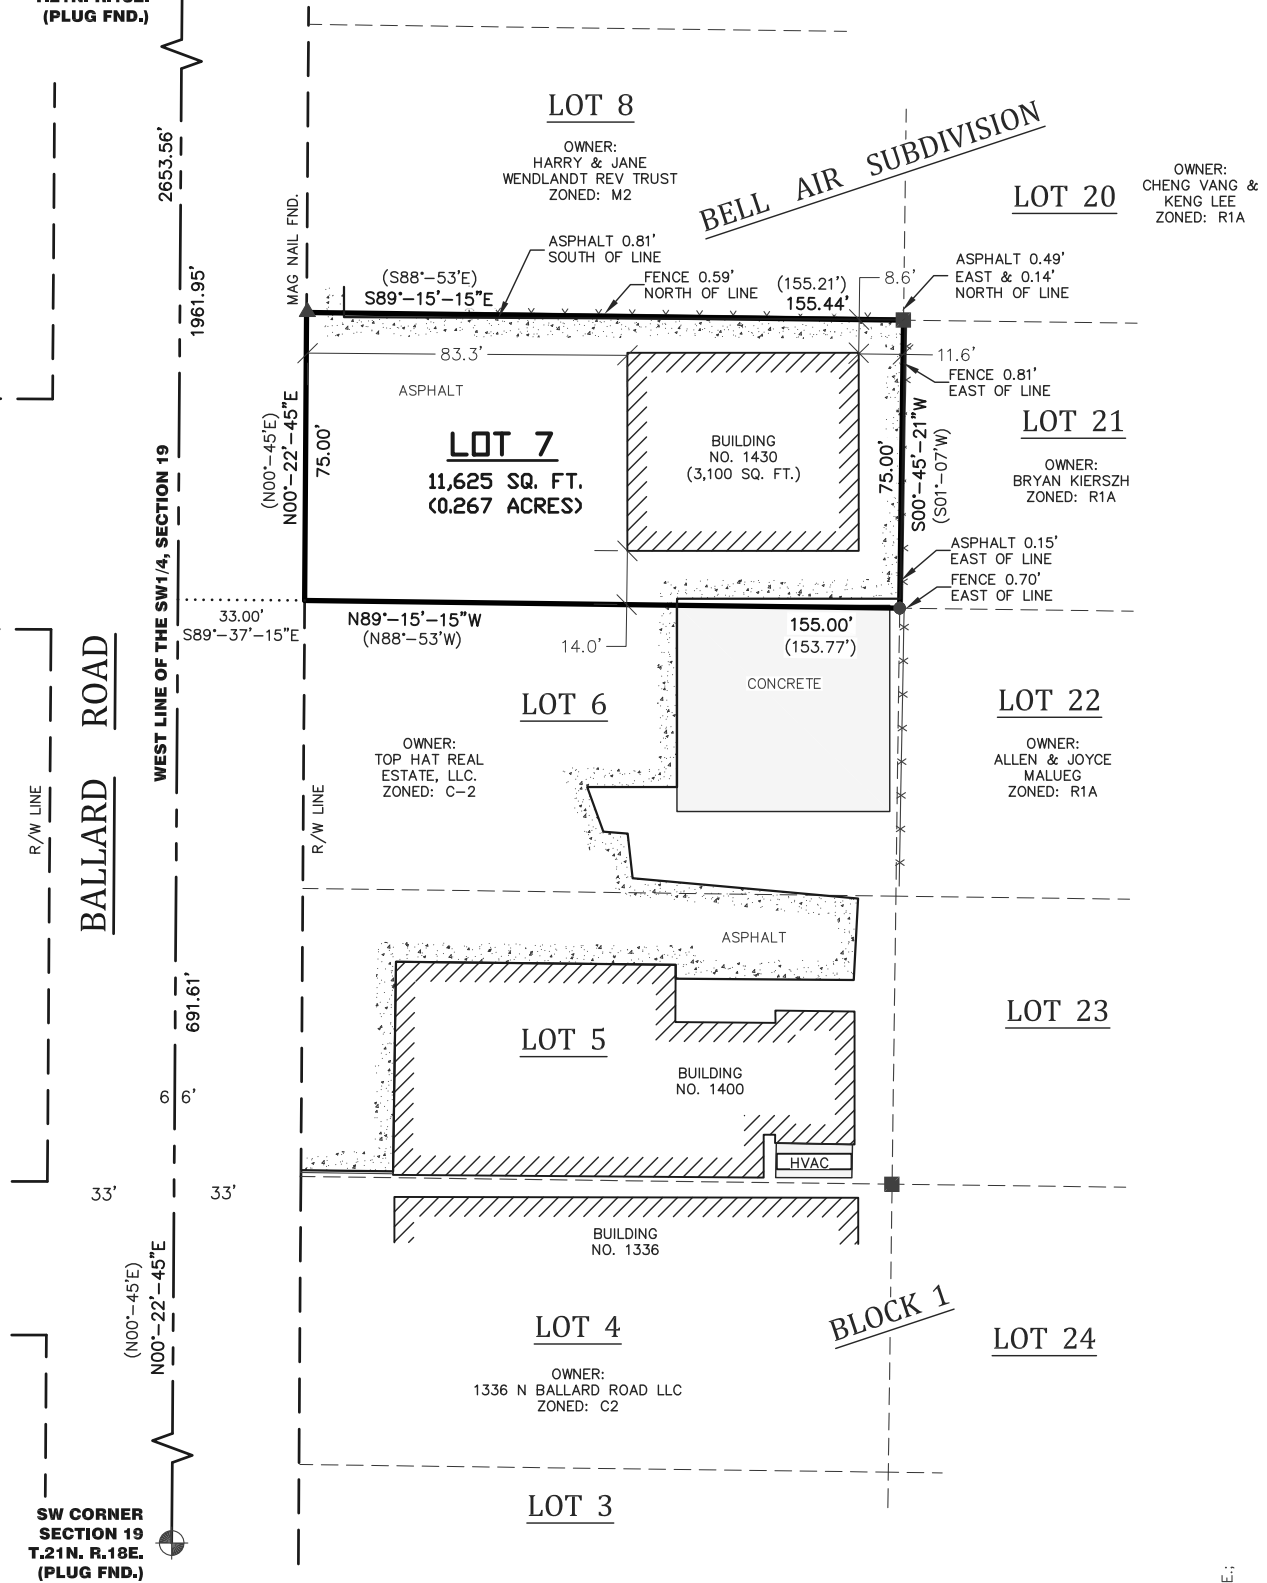 (PLUG FND.)
2653.56'
1961.95'
MAG NAIL FND.
LOT 8
OWNER:
HARRY & JANE
WENDLANDT REV TRUST
ZONED: M2
BELL AIR SUBDIVISION
LOT 20
OWNER:
CHENG VANG &
KENG LEE
ZONED: R1A
ASPHALT 0.81'
SOUTH OF LINE
(S88°-53'E)
S89°-15'-15"E
FENCE 0.59'
NORTH OF LINE
(155.21')
155.44'
8.6'
ASPHALT 0.49'
EAST & 0.14'
NORTH OF LINE
83.3'
11.6'
FENCE 0.81'
EAST OF LINE
ASPHALT
(N00°-45'E)
N00°-22'-45"E
75.00'
LOT 7
11,625 SQ. FT.
(0.267 ACRES)
BUILDING
NO. 1430
(3,100 SQ. FT.)
75.00'
S00°-45'-21"W
(S01°-07'W)
LOT 21
OWNER:
BRYAN KIERSZH
ZONED: R1A
ASPHALT 0.15'
EAST OF LINE
FENCE 0.70'
EAST OF LINE
WEST LINE OF THE SW1/4, SECTION 19
33.00'
S89°-37'-15"E
N89°-15'-15"W
(N88°-53'W)
14.0'
155.00'
(153.77')
CONCRETE
LOT 6
OWNER:
TOP HAT REAL
ESTATE, LLC.
ZONED: C-2
LOT 22
OWNER:
ALLEN & JOYCE
MALUEG
ZONED: R1A
R/W LINE
BALLARD ROAD
R/W LINE
ASPHALT
691.61'
LOT 5
BUILDING
NO. 1400
LOT 23
66'
HVAC
33'
33'
BUILDING
NO. 1336
(N00°-45'E)
N00°-22'-45"E
BLOCK 1
LOT 4
OWNER:
1336 N BALLARD ROAD LLC
ZONED: C2
LOT 24
LOT 3
SW CORNER
SECTION 19
T.21N. R.18E.
(PLUG FND.)